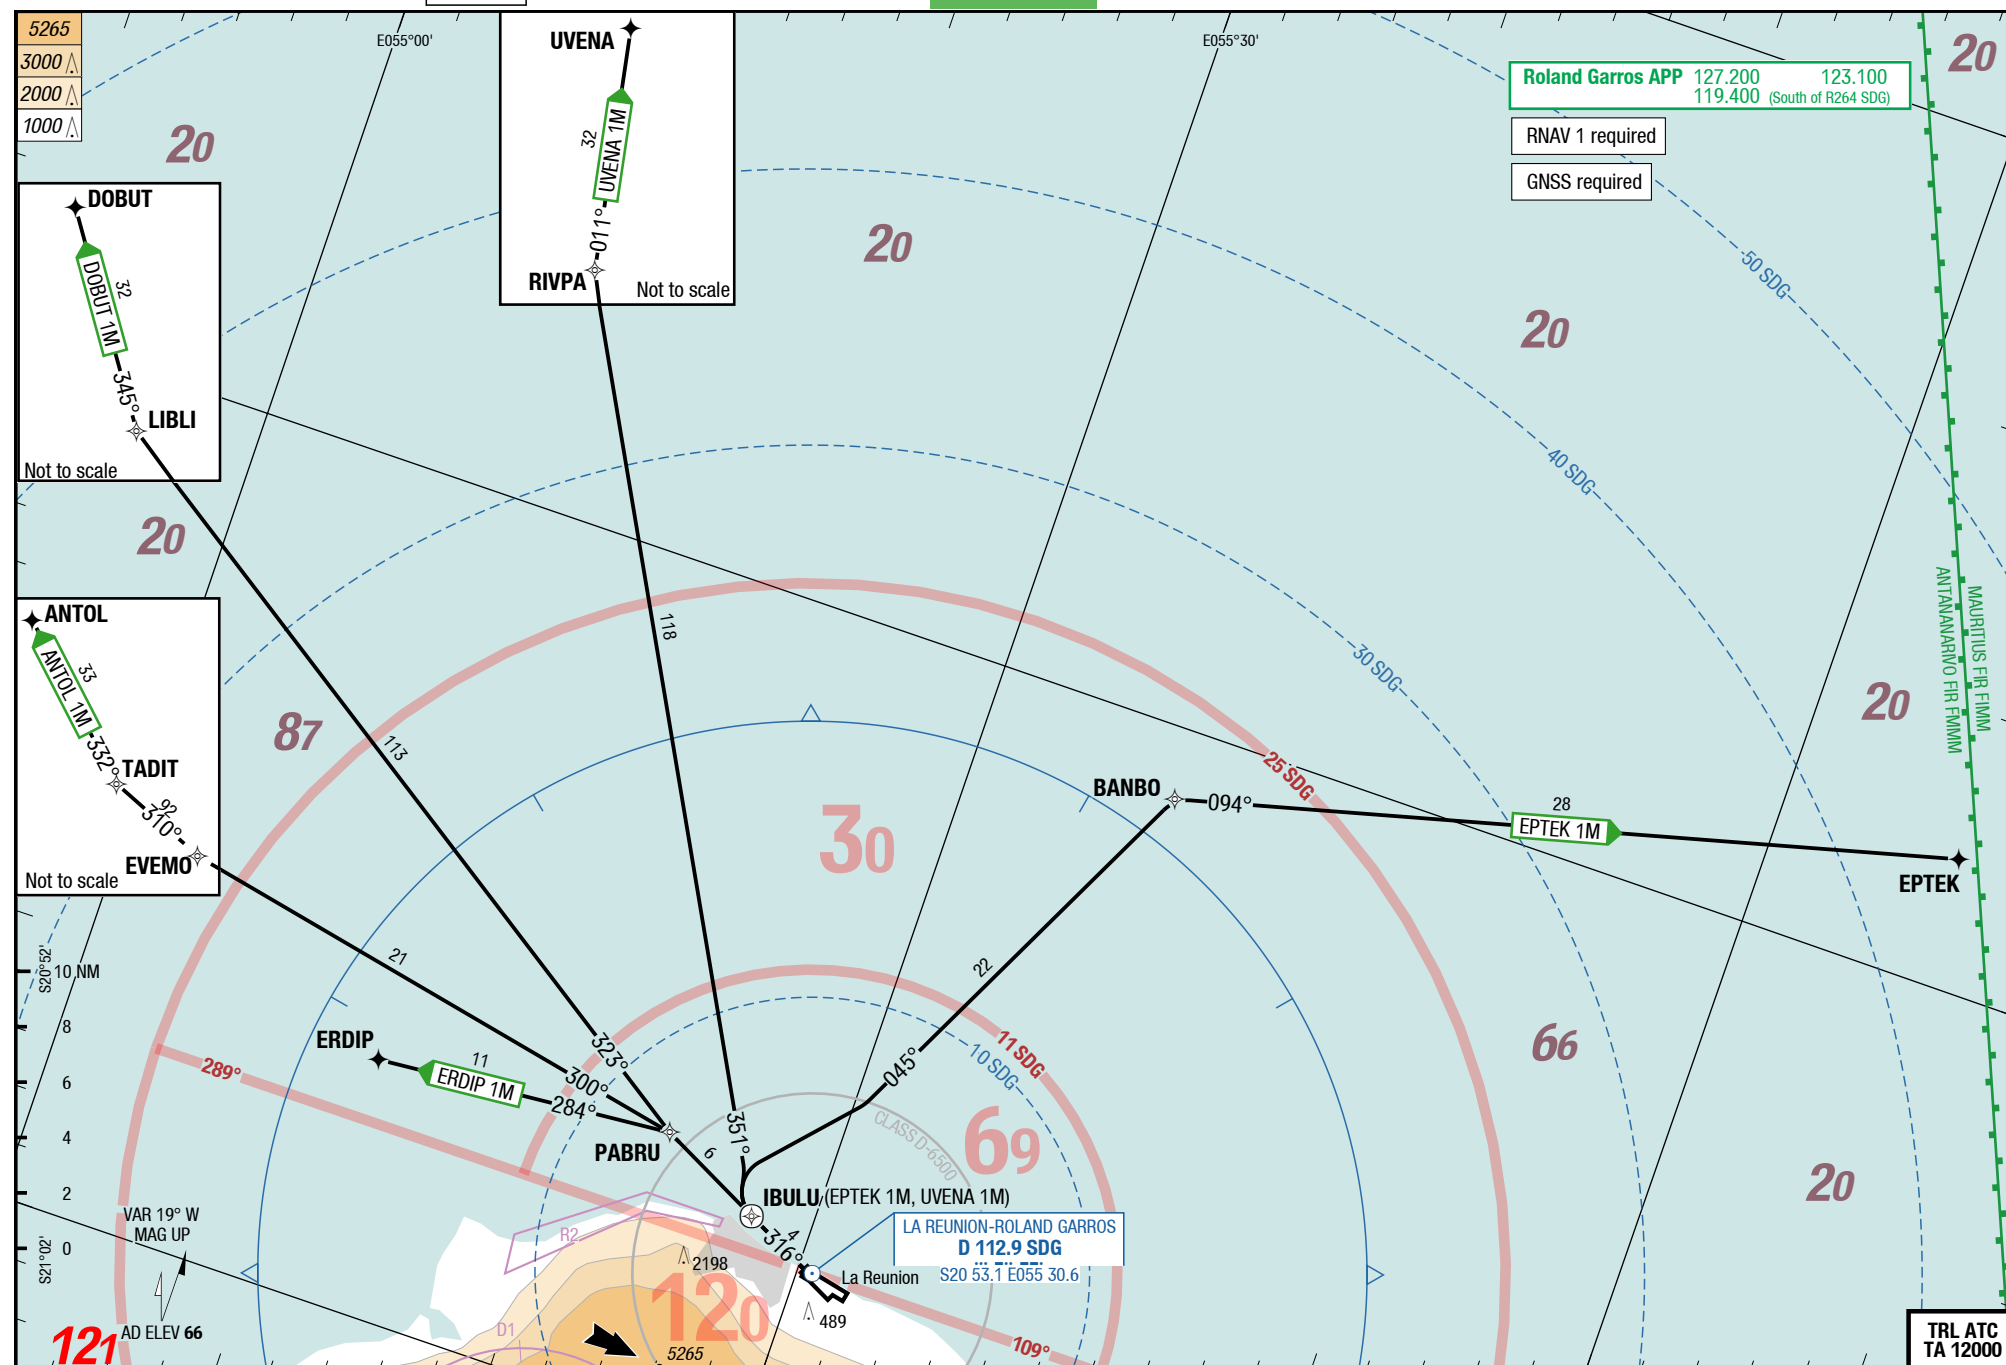 5265
3000
2000
1000
E055°00'
E055°30'
UVENA
32
UVENA 1M
011°
RIVPA
Not to scale
Roland Garros APP 127.200 123.100
119.400 (South of R264 SDG)
RNAV 1 required
GNSS required
20
20
20
20
20
20
20
DOBUT
32
DOBUT 1M
345°
LIBLI
Not to scale
50 SDG
40 SDG
30 SDG
25 SDG
11 SDG
10 SDG
MAURITIUS FIR FIMM
ANTANANARIVO FIR FMMM
ANTOL
33
ANTOL 1M
332°
TADIT
92
310°
EVEMO
Not to scale
87
113
118
30
BANBO
094°
28
EPTEK 1M
EPTEK
22
045°
21
66
69
CLASS D-6500
S20°52'
10 NM
8
6
4
2
0
S21°02'
ERDIP
11
ERDIP 1M
323°
300°
284°
289°
PABRU
6
351°
IBULU (EPTEK 1M, UVENA 1M)
4
316°
LA REUNION-ROLAND GARROS
D 112.9 SDG
S20 53.1 E055 30.6
La Reunion
489
2198
R2
D1
120
5265
109°
VAR 19° W
MAG UP
AD ELEV 66
121
TRL ATC
TA 12000